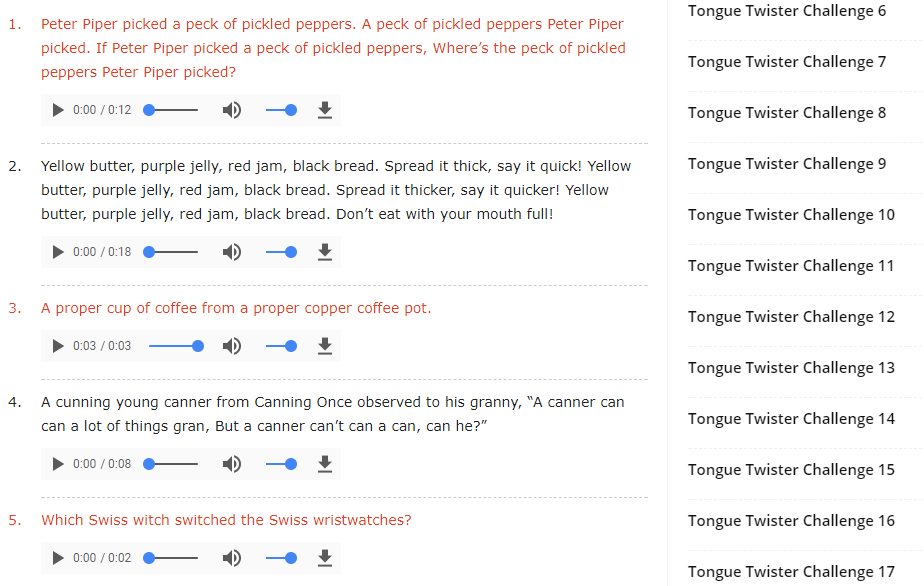 1. Peter Piper picked a peck of pickled peppers. A peck of pickled peppers Peter Piper
picked. If Peter Piper picked a peck of pickled peppers, Where’s the peck of pickled
peppers Peter Piper picked?
0:00 / 0:12
2. Yellow butter, purple jelly, red jam, black bread. Spread it thick, say it quick! Yellow
butter, purple jelly, red jam, black bread. Spread it thicker, say it quicker! Yellow
butter, purple jelly, red jam, black bread. Don’t eat with your mouth full!
0:00 / 0:18
3. A proper cup of coffee from a proper copper coffee pot.
0:03 / 0:03
4. A cunning young canner from Canning Once observed to his granny, “A canner can
can a lot of things gran, But a canner can’t can a can, can he?”
0:00 / 0:08
5. Which Swiss witch switched the Swiss wristwatches?
0:00 / 0:02
Tongue Twister Challenge 6
Tongue Twister Challenge 7
Tongue Twister Challenge 8
Tongue Twister Challenge 9
Tongue Twister Challenge 10
Tongue Twister Challenge 11
Tongue Twister Challenge 12
Tongue Twister Challenge 13
Tongue Twister Challenge 14
Tongue Twister Challenge 15
Tongue Twister Challenge 16
Tongue Twister Challenge 17